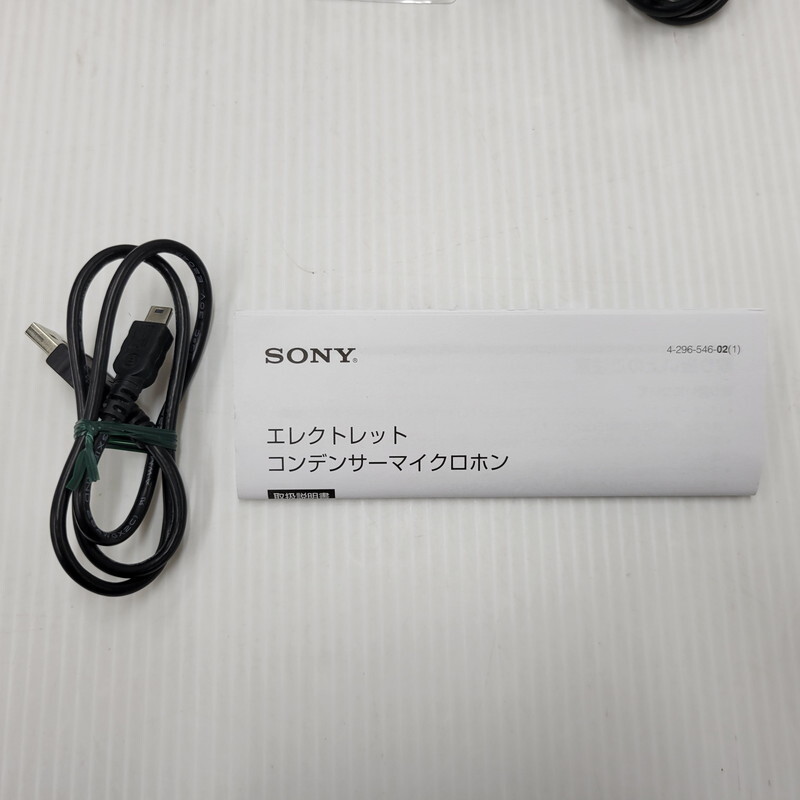 SONY®
4-296-546-02(1)
エレクトレット
コンデンサーマイクロホン
取扱説明書